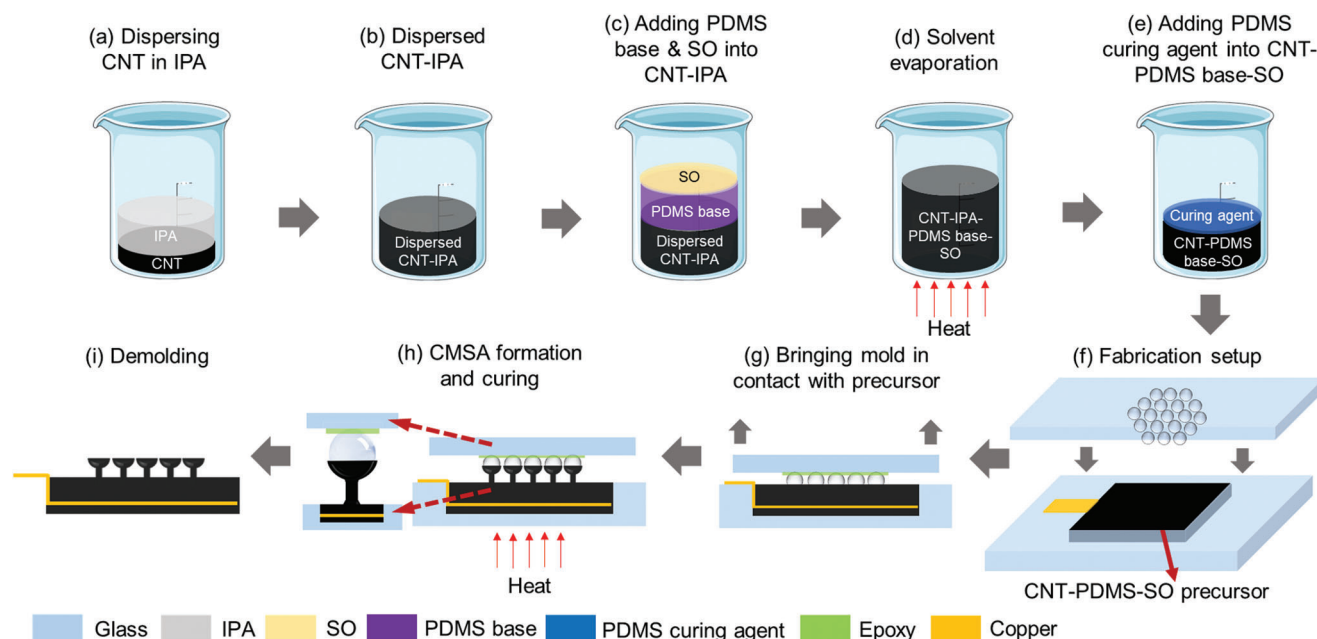 (a) Dispersing
CNT in IPA
(b) Dispersed
CNT-IPA
(c) Adding PDMS
base & SO into
CNT-IPA
(d) Solvent
evaporation
(e) Adding PDMS
curing agent into CNT-
PDMS base-SO
IPA
CNT
Dispersed
CNT-IPA
SO
PDMS base
Dispersed
CNT-IPA
CNT-IPA-
PDMS base-
SO
Heat
Curing agent
CNT-PDMS
base-SO
(f) Fabrication setup
CNT-PDMS-SO precursor
(g) Bringing mold in
contact with precursor
(h) CMSA formation
and curing
Heat
(i) Demolding
Glass
IPA
SO
PDMS base
PDMS curing agent
Epoxy
Copper